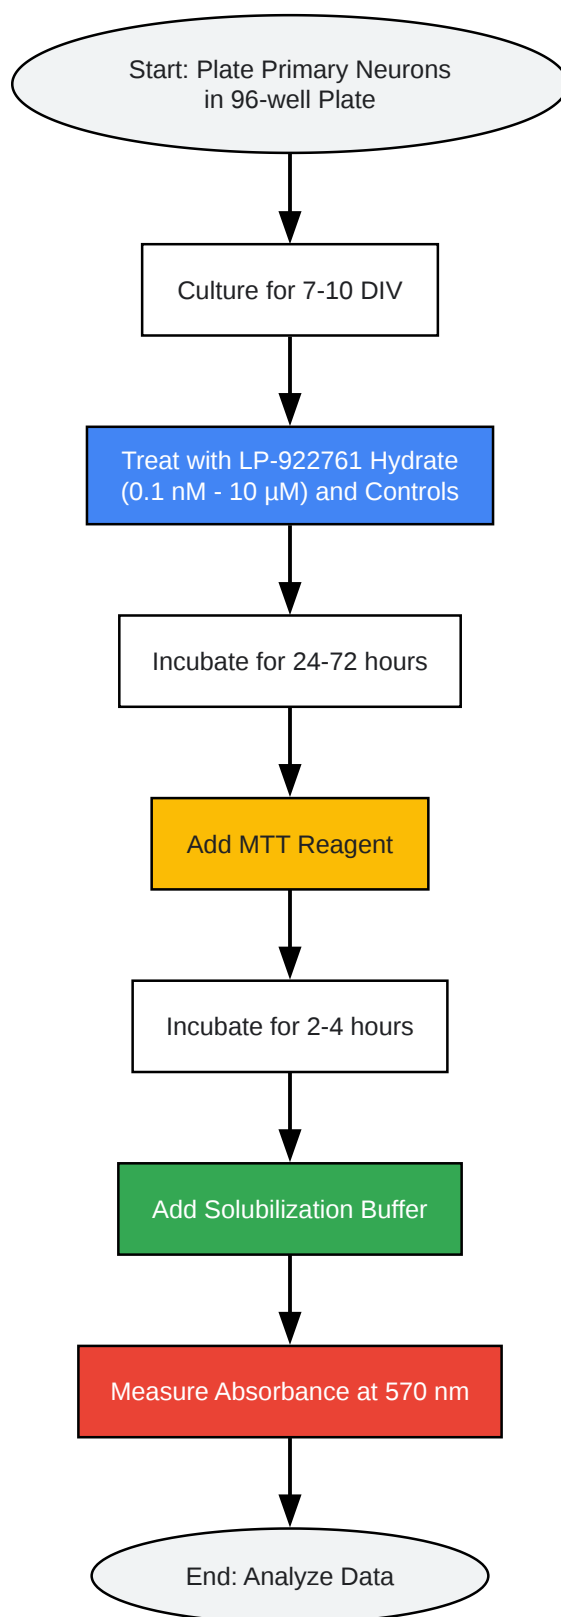 Start: Plate Primary Neurons
in 96-well Plate
Culture for 7-10 DIV
Treat with LP-922761 Hydrate
(0.1 nM - 10 µM) and Controls
Incubate for 24-72 hours
Add MTT Reagent
Incubate for 2-4 hours
Add Solubilization Buffer
Measure Absorbance at 570 nm
End: Analyze Data